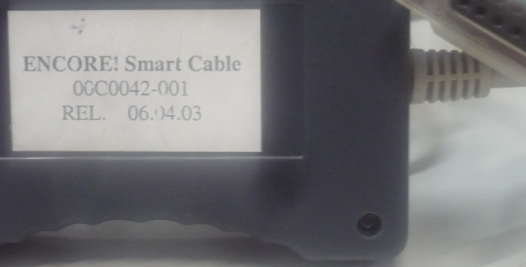 ENCORE! Smart Cable
00C0042-001
REL. 06.04.03